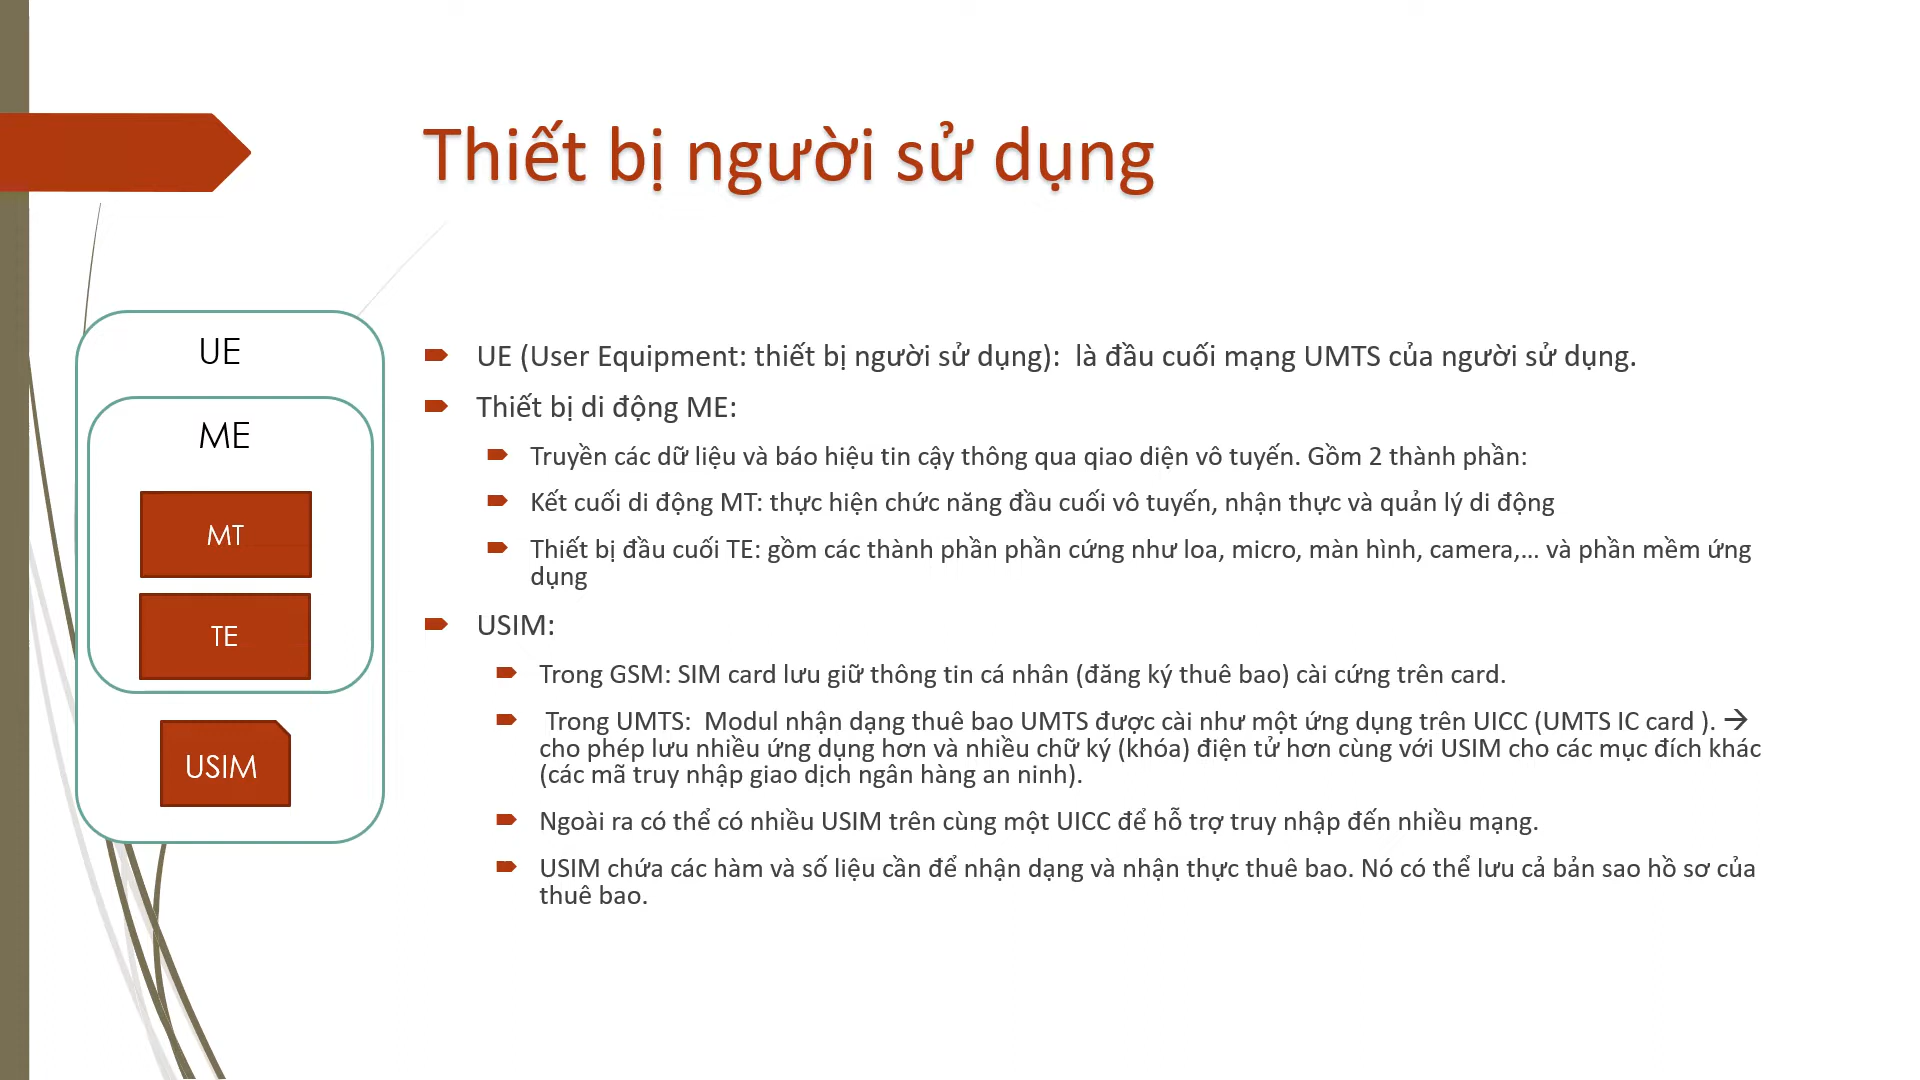 Thiết bị người sử dụng
UE
ME
MT
TE
USIM
UE (User Equipment: thiết bị người sử dụng):  là đầu cuối mạng UMTS của người sử dụng.
Thiết bị di động ME:
Truyền các dữ liệu và báo hiệu tin cậy thông qua qiao diện vô tuyến. Gồm 2 thành phần:
Kết cuối di động MT: thực hiện chức năng đầu cuối vô tuyến, nhận thực và quản lý di động
Thiết bị đầu cuối TE: gồm các thành phần phần cứng như loa, micro, màn hình, camera,... và phần mềm ứng
dụng
USIM:
Trong GSM: SIM card lưu giữ thông tin cá nhân (đăng ký thuê bao) cài cứng trên card.
Trong UMTS:  Modul nhận dạng thuê bao UMTS được cài như một ứng dụng trên UICC (UMTS IC card ). →
cho phép lưu nhiều ứng dụng hơn và nhiều chữ ký (khóa) điện tử hơn cùng với USIM cho các mục đích khác
(các mã truy nhập giao dịch ngân hàng an ninh).
Ngoài ra có thể có nhiều USIM trên cùng một UICC để hỗ trợ truy nhập đến nhiều mạng.
USIM chứa các hàm và số liệu cần để nhận dạng và nhận thực thuê bao. Nó có thể lưu cả bản sao hồ sơ của
thuê bao.